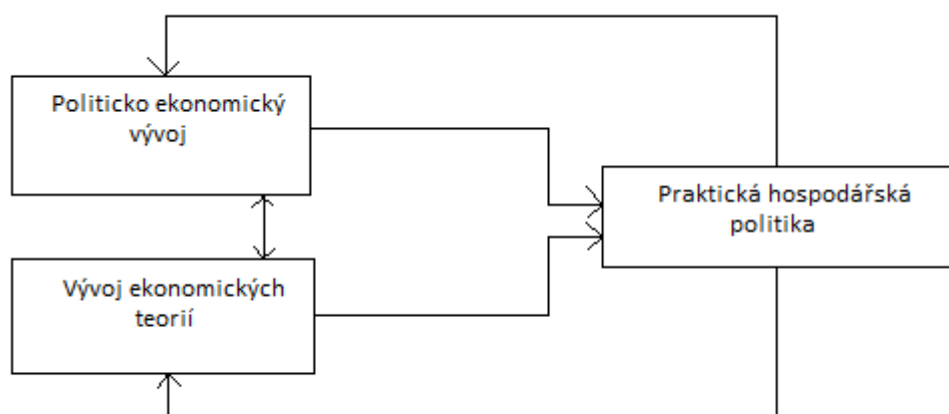 Politicko ekonomický
vývoj
Praktická hospodářská
politika
Vývoj ekonomických
teorií